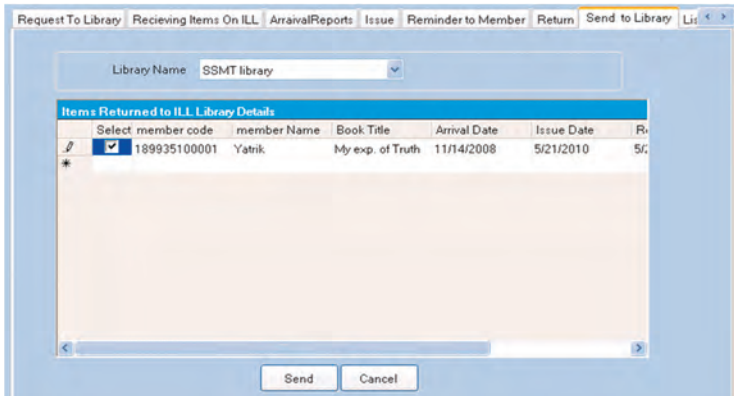 Request To Library Recieving Items On ILL ArraivalReports Issue Reminder to Member Return Send to Library
Library Name SSMT library
Items Returned to ILL Library Details
Select member code member Name Book Title Arrival Date Issue Date
189935100001 Yatrik My exp. of Truth 11/14/2008 5/21/2010
Send Cancel